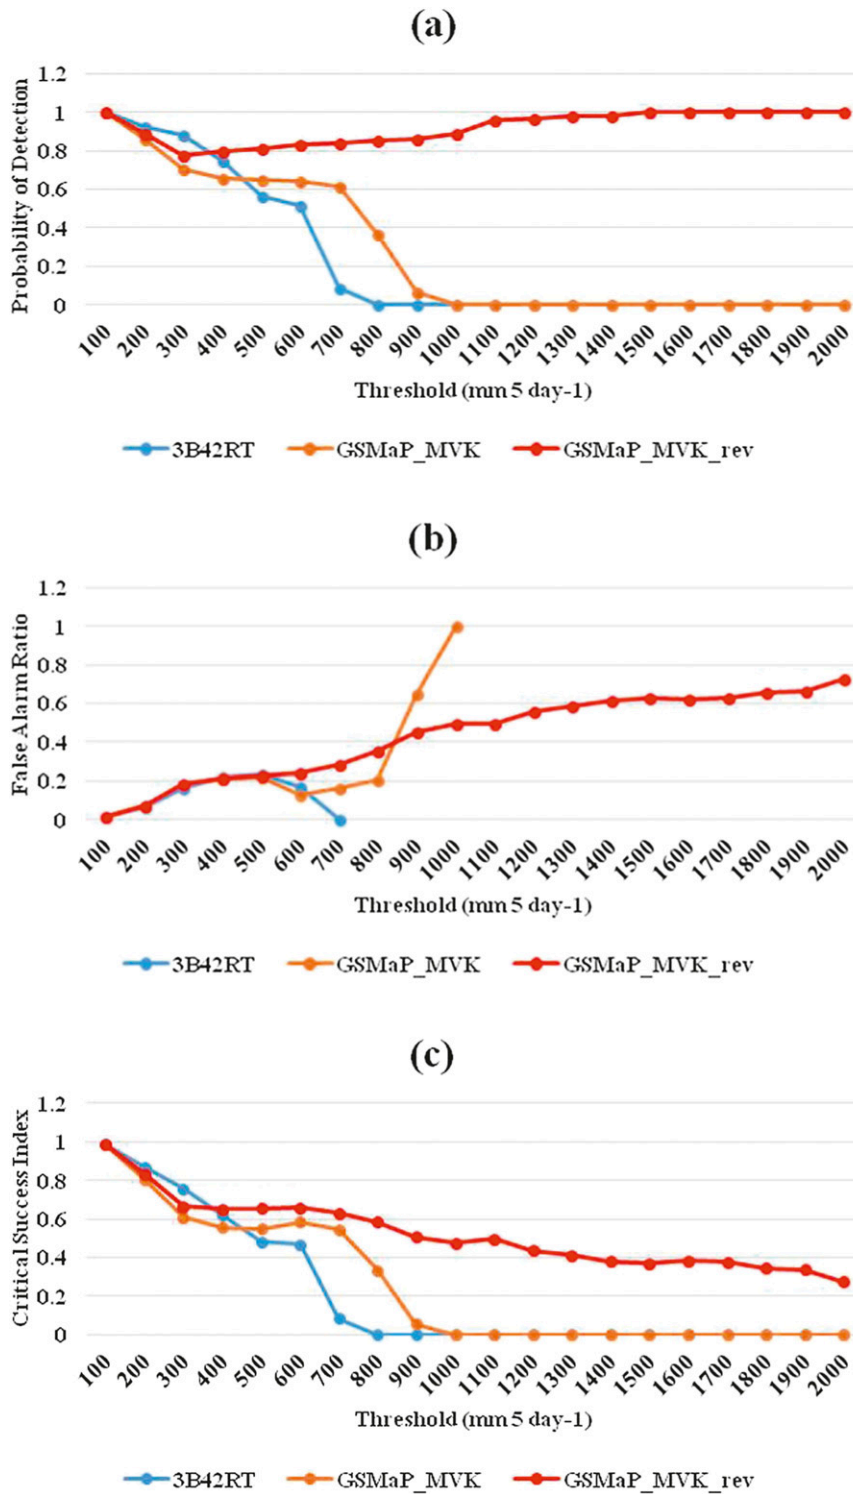 (a)
Probability of Detection
1.2
1
0.8
0.6
0.4
0.2
0
100 200 300 400 500 600 700 800 900 1000 1100 1200 1300 1400 1500 1600 1700 1800 1900 2000
Threshold (mm 5 day-1)
3B42RT GSMaP_MVK GSMaP_MVK_rev
(b)
False Alarm Ratio
1.2
1
0.8
0.6
0.4
0.2
0
100 200 300 400 500 600 700 800 900 1000 1100 1200 1300 1400 1500 1600 1700 1800 1900 2000
Threshold (mm 5 day-1)
3B42RT GSMaP_MVK GSMaP_MVK_rev
(c)
Critical Success Index
1.2
1
0.8
0.6
0.4
0.2
0
100 200 300 400 500 600 700 800 900 1000 1100 1200 1300 1400 1500 1600 1700 1800 1900 2000
Threshold (mm 5 day-1)
3B42RT GSMaP_MVK GSMaP_MVK_rev